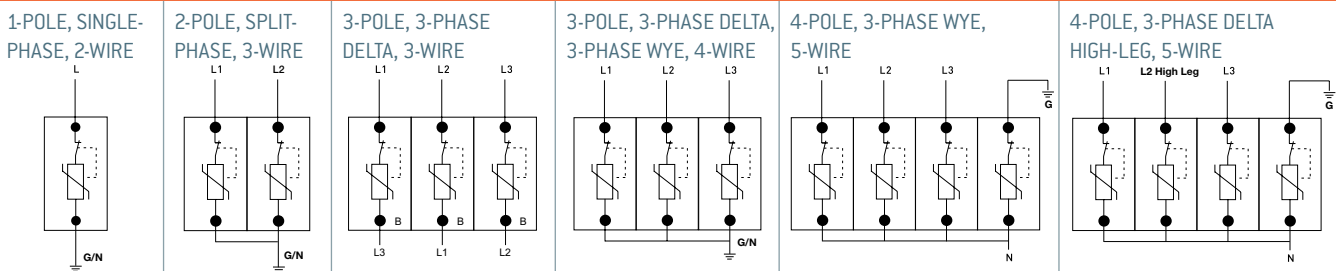 1-POLE, SINGLE-
PHASE, 2-WIRE
L
G/N
2-POLE, SPLIT-
PHASE, 3-WIRE
L1 L2
G/N
3-POLE, 3-PHASE
DELTA, 3-WIRE
L1 L2 L3
B B B
L3 L1 L2
3-POLE, 3-PHASE DELTA,
3-PHASE WYE, 4-WIRE
L1 L2 L3
G/N
4-POLE, 3-PHASE WYE,
5-WIRE
L1 L2 L3
G
N
4-POLE, 3-PHASE DELTA
HIGH-LEG, 5-WIRE
L1 L2 High Leg L3
G
N